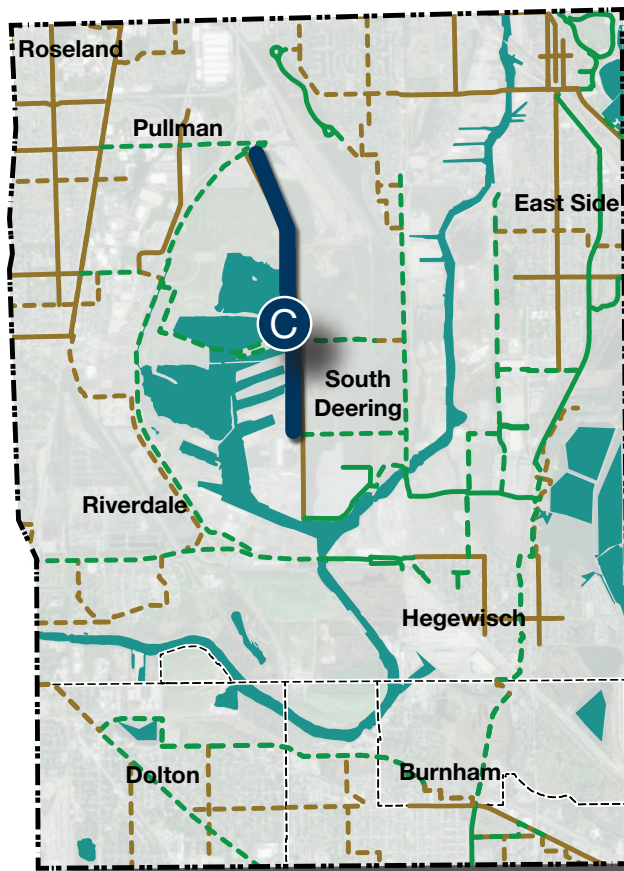 Roseland
Pullman
East Side
C
South
Deering
Riverdale
Hegewisch
Dolton
Burnham